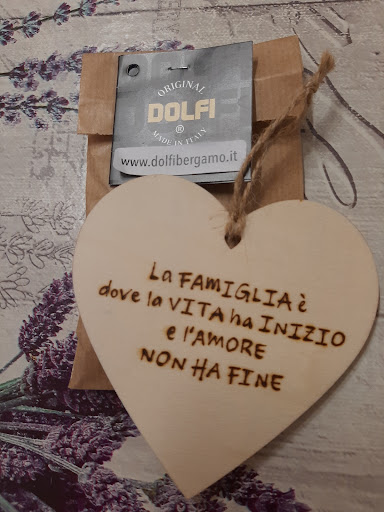 ORIGINAL
DOLFI
®
MADE IN ITALY
www.dolfibergamo.it
La FAMIGLIA è
dove la VITA ha INIZIO
e l'AMORE
NON HA FINE